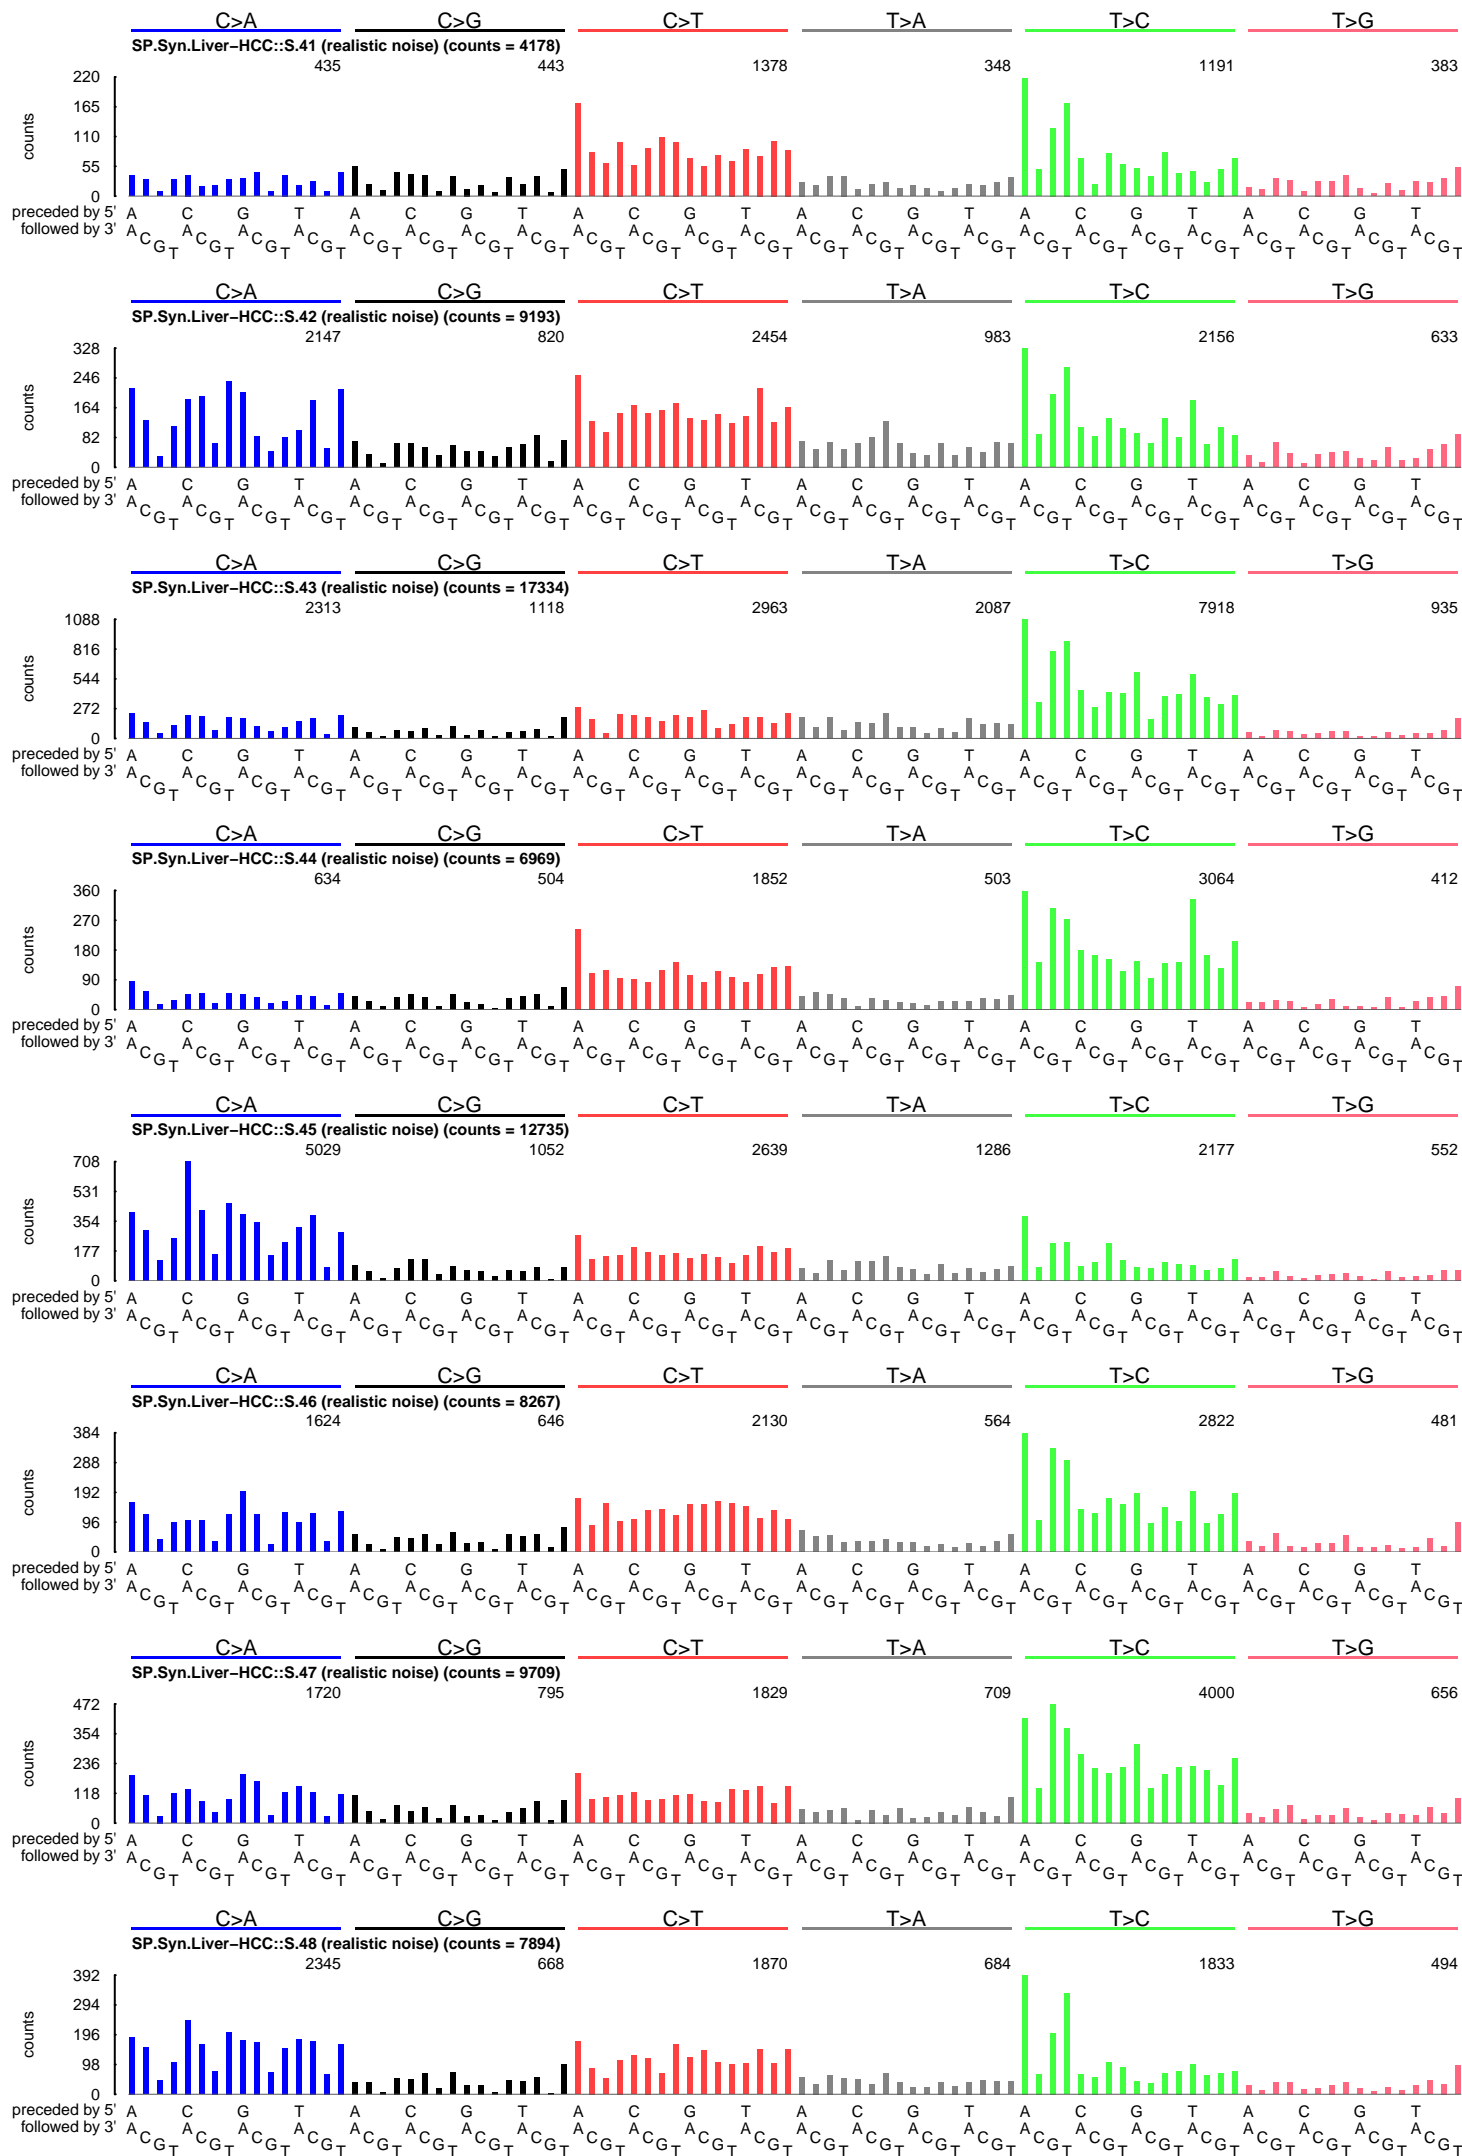 C>A C>G C>T T>A T>C T>G
SP.Syn.Liver−HCC::S.41 (realistic noise) (counts = 4178)
435 443 1378 348 1191 383
220
165
110
55
0
counts
preceded by 5' A C G T A C G T A C G T A C G T A C G T A C G T
followed by 3' A C G T A C G T A C G T A C G T A C G T A C G T A C G T A C G T A C G T A C G T A C G T A C G T A C G T A C G T A C G T A C G T A C G T A C G T A C G T A C G T A C G T A C G T A C G T A C G T
C>A C>G C>T T>A T>C T>G
SP.Syn.Liver−HCC::S.42 (realistic noise) (counts = 9193)
2147 820 2454 983 2156 633
328
246
164
82
0
counts
preceded by 5' A C G T A C G T A C G T A C G T A C G T A C G T
followed by 3' A C G T A C G T A C G T A C G T A C G T A C G T A C G T A C G T A C G T A C G T A C G T A C G T A C G T A C G T A C G T A C G T A C G T A C G T A C G T A C G T A C G T A C G T A C G T A C G T
C>A C>G C>T T>A T>C T>G
SP.Syn.Liver−HCC::S.43 (realistic noise) (counts = 17334)
2313 1118 2963 2087 7918 935
1088
816
544
272
0
counts
preceded by 5' A C G T A C G T A C G T A C G T A C G T A C G T
followed by 3' A C G T A C G T A C G T A C G T A C G T A C G T A C G T A C G T A C G T A C G T A C G T A C G T A C G T A C G T A C G T A C G T A C G T A C G T A C G T A C G T A C G T A C G T A C G T A C G T
C>A C>G C>T T>A T>C T>G
SP.Syn.Liver−HCC::S.44 (realistic noise) (counts = 6969)
634 504 1852 503 3064 412
360
270
180
90
0
counts
preceded by 5' A C G T A C G T A C G T A C G T A C G T A C G T
followed by 3' A C G T A C G T A C G T A C G T A C G T A C G T A C G T A C G T A C G T A C G T A C G T A C G T A C G T A C G T A C G T A C G T A C G T A C G T A C G T A C G T A C G T A C G T A C G T A C G T
C>A C>G C>T T>A T>C T>G
SP.Syn.Liver−HCC::S.45 (realistic noise) (counts = 12735)
5029 1052 2639 1286 2177 552
708
531
354
177
0
counts
preceded by 5' A C G T A C G T A C G T A C G T A C G T A C G T
followed by 3' A C G T A C G T A C G T A C G T A C G T A C G T A C G T A C G T A C G T A C G T A C G T A C G T A C G T A C G T A C G T A C G T A C G T A C G T A C G T A C G T A C G T A C G T A C G T A C G T
C>A C>G C>T T>A T>C T>G
SP.Syn.Liver−HCC::S.46 (realistic noise) (counts = 8267)
1624 646 2130 564 2822 481
384
288
192
96
0
counts
preceded by 5' A C G T A C G T A C G T A C G T A C G T A C G T
followed by 3' A C G T A C G T A C G T A C G T A C G T A C G T A C G T A C G T A C G T A C G T A C G T A C G T A C G T A C G T A C G T A C G T A C G T A C G T A C G T A C G T A C G T A C G T A C G T A C G T
C>A C>G C>T T>A T>C T>G
SP.Syn.Liver−HCC::S.47 (realistic noise) (counts = 9709)
1720 795 1829 709 4000 656
472
354
236
118
0
counts
preceded by 5' A C G T A C G T A C G T A C G T A C G T A C G T
followed by 3' A C G T A C G T A C G T A C G T A C G T A C G T A C G T A C G T A C G T A C G T A C G T A C G T A C G T A C G T A C G T A C G T A C G T A C G T A C G T A C G T A C G T A C G T A C G T A C G T
C>A C>G C>T T>A T>C T>G
SP.Syn.Liver−HCC::S.48 (realistic noise) (counts = 7894)
2345 668 1870 684 1833 494
392
294
196
98
0
counts
preceded by 5' A C G T A C G T A C G T A C G T A C G T A C G T
followed by 3' A C G T A C G T A C G T A C G T A C G T A C G T A C G T A C G T A C G T A C G T A C G T A C G T A C G T A C G T A C G T A C G T A C G T A C G T A C G T A C G T A C G T A C G T A C G T A C G T